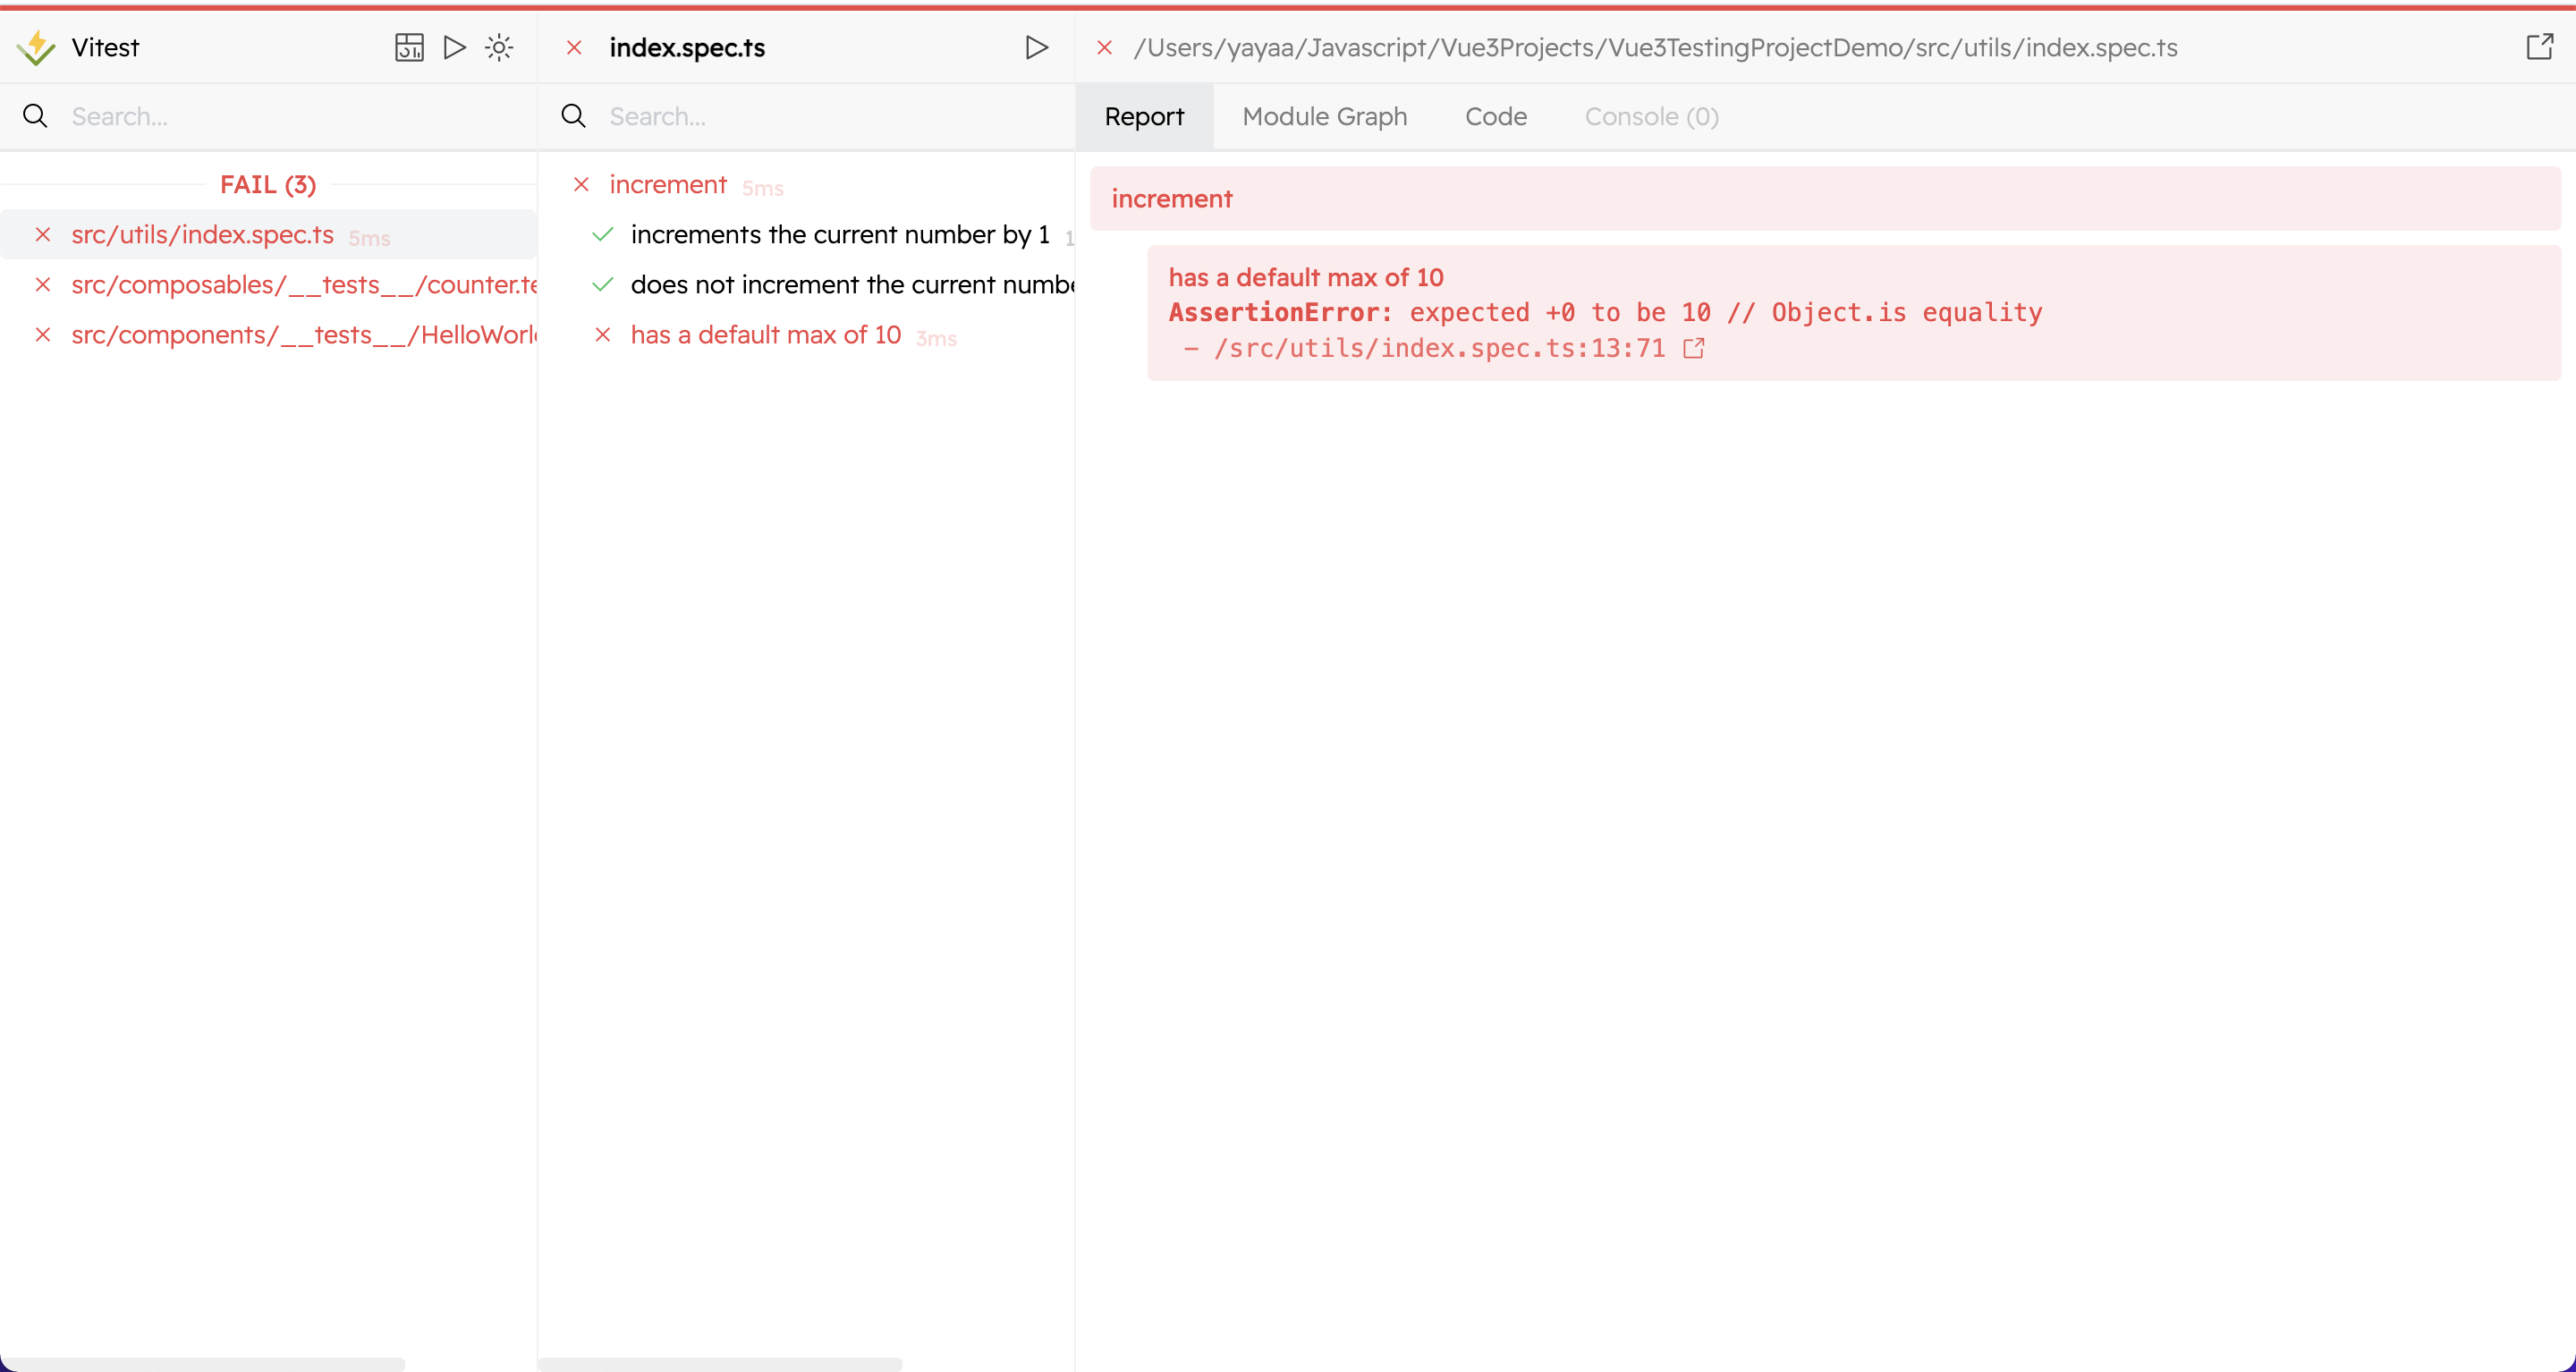 Vitest
Search...
FAIL (3)
src/utils/index.spec.ts 5ms
src/composables/__tests__/counter.te
src/components/__tests__/HelloWorl
index.spec.ts
Search...
increment 5ms
increments the current number by 1 1
does not increment the current numbe
has a default max of 10 3ms
/Users/yayaa/Javascript/Vue3Projects/Vue3TestingProjectDemo/src/utils/index.spec.ts
Report Module Graph Code Console (0)
increment
has a default max of 10
AssertionError: expected +0 to be 10 // Object.is equality
– /src/utils/index.spec.ts:13:71